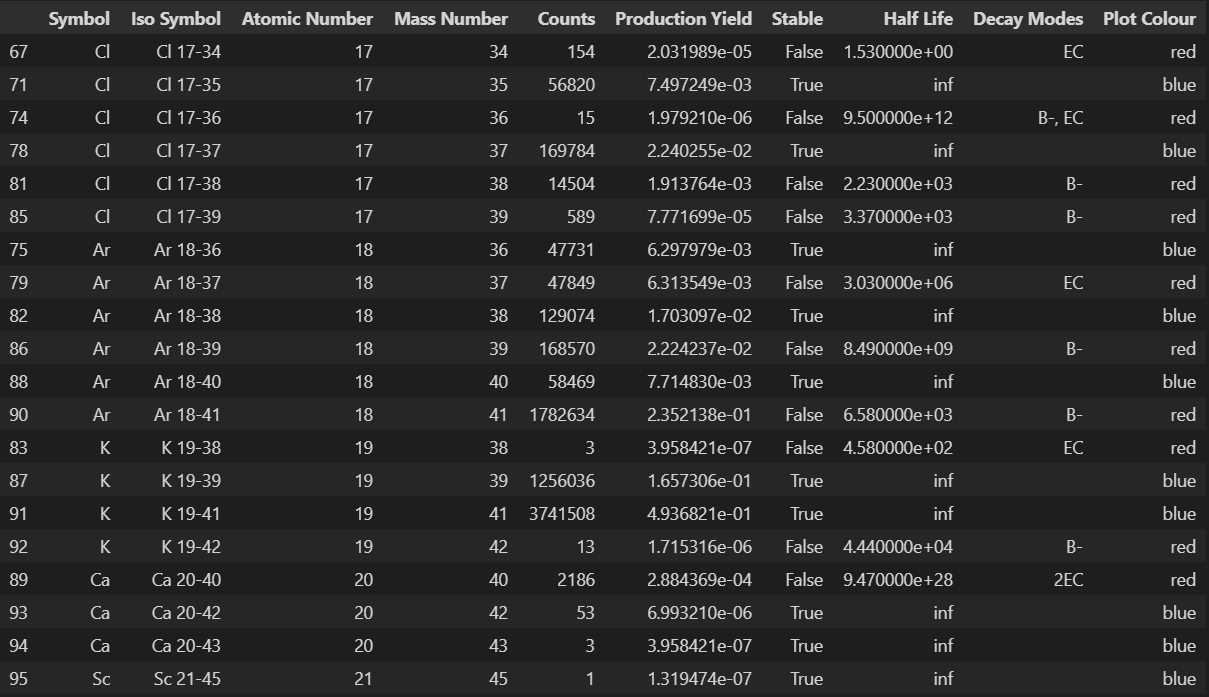 Symbol Iso Symbol Atomic Number Mass Number Counts Production Yield Stable Half Life Decay Modes Plot Colour
67 Cl Cl 17-34 17 34 154 2.031989e-05 False 1.530000e+00 EC red
71 Cl Cl 17-35 17 35 56820 7.497249e-03 True inf blue
74 Cl Cl 17-36 17 36 15 1.979210e-06 False 9.500000e+12 B-, EC red
78 Cl Cl 17-37 17 37 169784 2.240255e-02 True inf blue
81 Cl Cl 17-38 17 38 14504 1.913764e-03 False 2.230000e+03 B- red
85 Cl Cl 17-39 17 39 589 7.771699e-05 False 3.370000e+03 B- red
75 Ar Ar 18-36 18 36 47731 6.297979e-03 True inf blue
79 Ar Ar 18-37 18 37 47849 6.313549e-03 False 3.030000e+06 EC red
82 Ar Ar 18-38 18 38 129074 1.703097e-02 True inf blue
86 Ar Ar 18-39 18 39 168570 2.224237e-02 False 8.490000e+09 B- red
88 Ar Ar 18-40 18 40 58469 7.714830e-03 True inf blue
90 Ar Ar 18-41 18 41 1782634 2.352138e-01 False 6.580000e+03 B- red
83 K K 19-38 19 38 3 3.958421e-07 False 4.580000e+02 EC red
87 K K 19-39 19 39 1256036 1.657306e-01 True inf blue
91 K K 19-41 19 41 3741508 4.936821e-01 True inf blue
92 K K 19-42 19 42 13 1.715316e-06 False 4.440000e+04 B- red
89 Ca Ca 20-40 20 40 2186 2.884369e-04 False 9.470000e+28 2EC red
93 Ca Ca 20-42 20 42 53 6.993210e-06 True inf blue
94 Ca Ca 20-43 20 43 3 3.958421e-07 True inf blue
95 Sc Sc 21-45 21 45 1 1.319474e-07 True inf blue